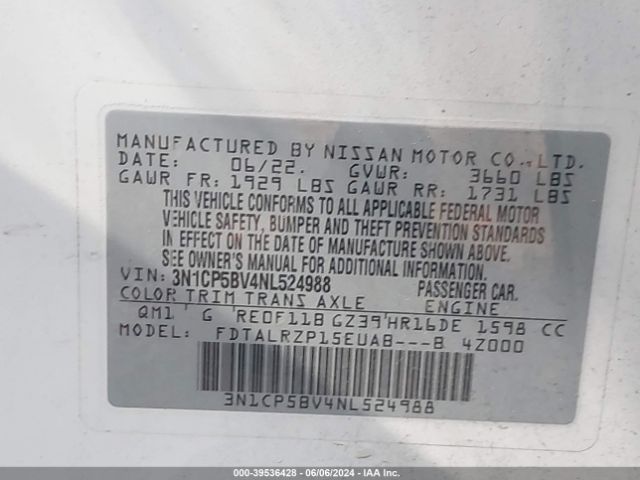 MANUFACTURED BY NISSAN MOTOR CO., LTD.
DATE: 06/22. GVWR: 3660 LBS
GAWR FR: 1929 LBS GAWR RR: 1731 LBS
THIS VEHICLE CONFORMS TO ALL APPLICABLE FEDERAL MOTOR
VEHICLE SAFETY, BUMPER AND THEFT PREVENTION STANDARDS
IN EFFECT ON THE DATE OF MANUFACTURE SHOWN ABOVE.
SEE OWNER'S MANUAL FOR ADDITIONAL INFORMATION.
VIN: 3N1CP5BV4NL524988 PASSENGER CAR.
COLOR TRIM TRANS AXLE ENGINE
QM1 G RE0F11B GZ39 HR16DE 1598 CC
MODEL: FDTALRZP15EUAB---B 4Z000
3N1CP5BV4NL524988
000-39536428 - 06/06/2024 - IAA Inc.